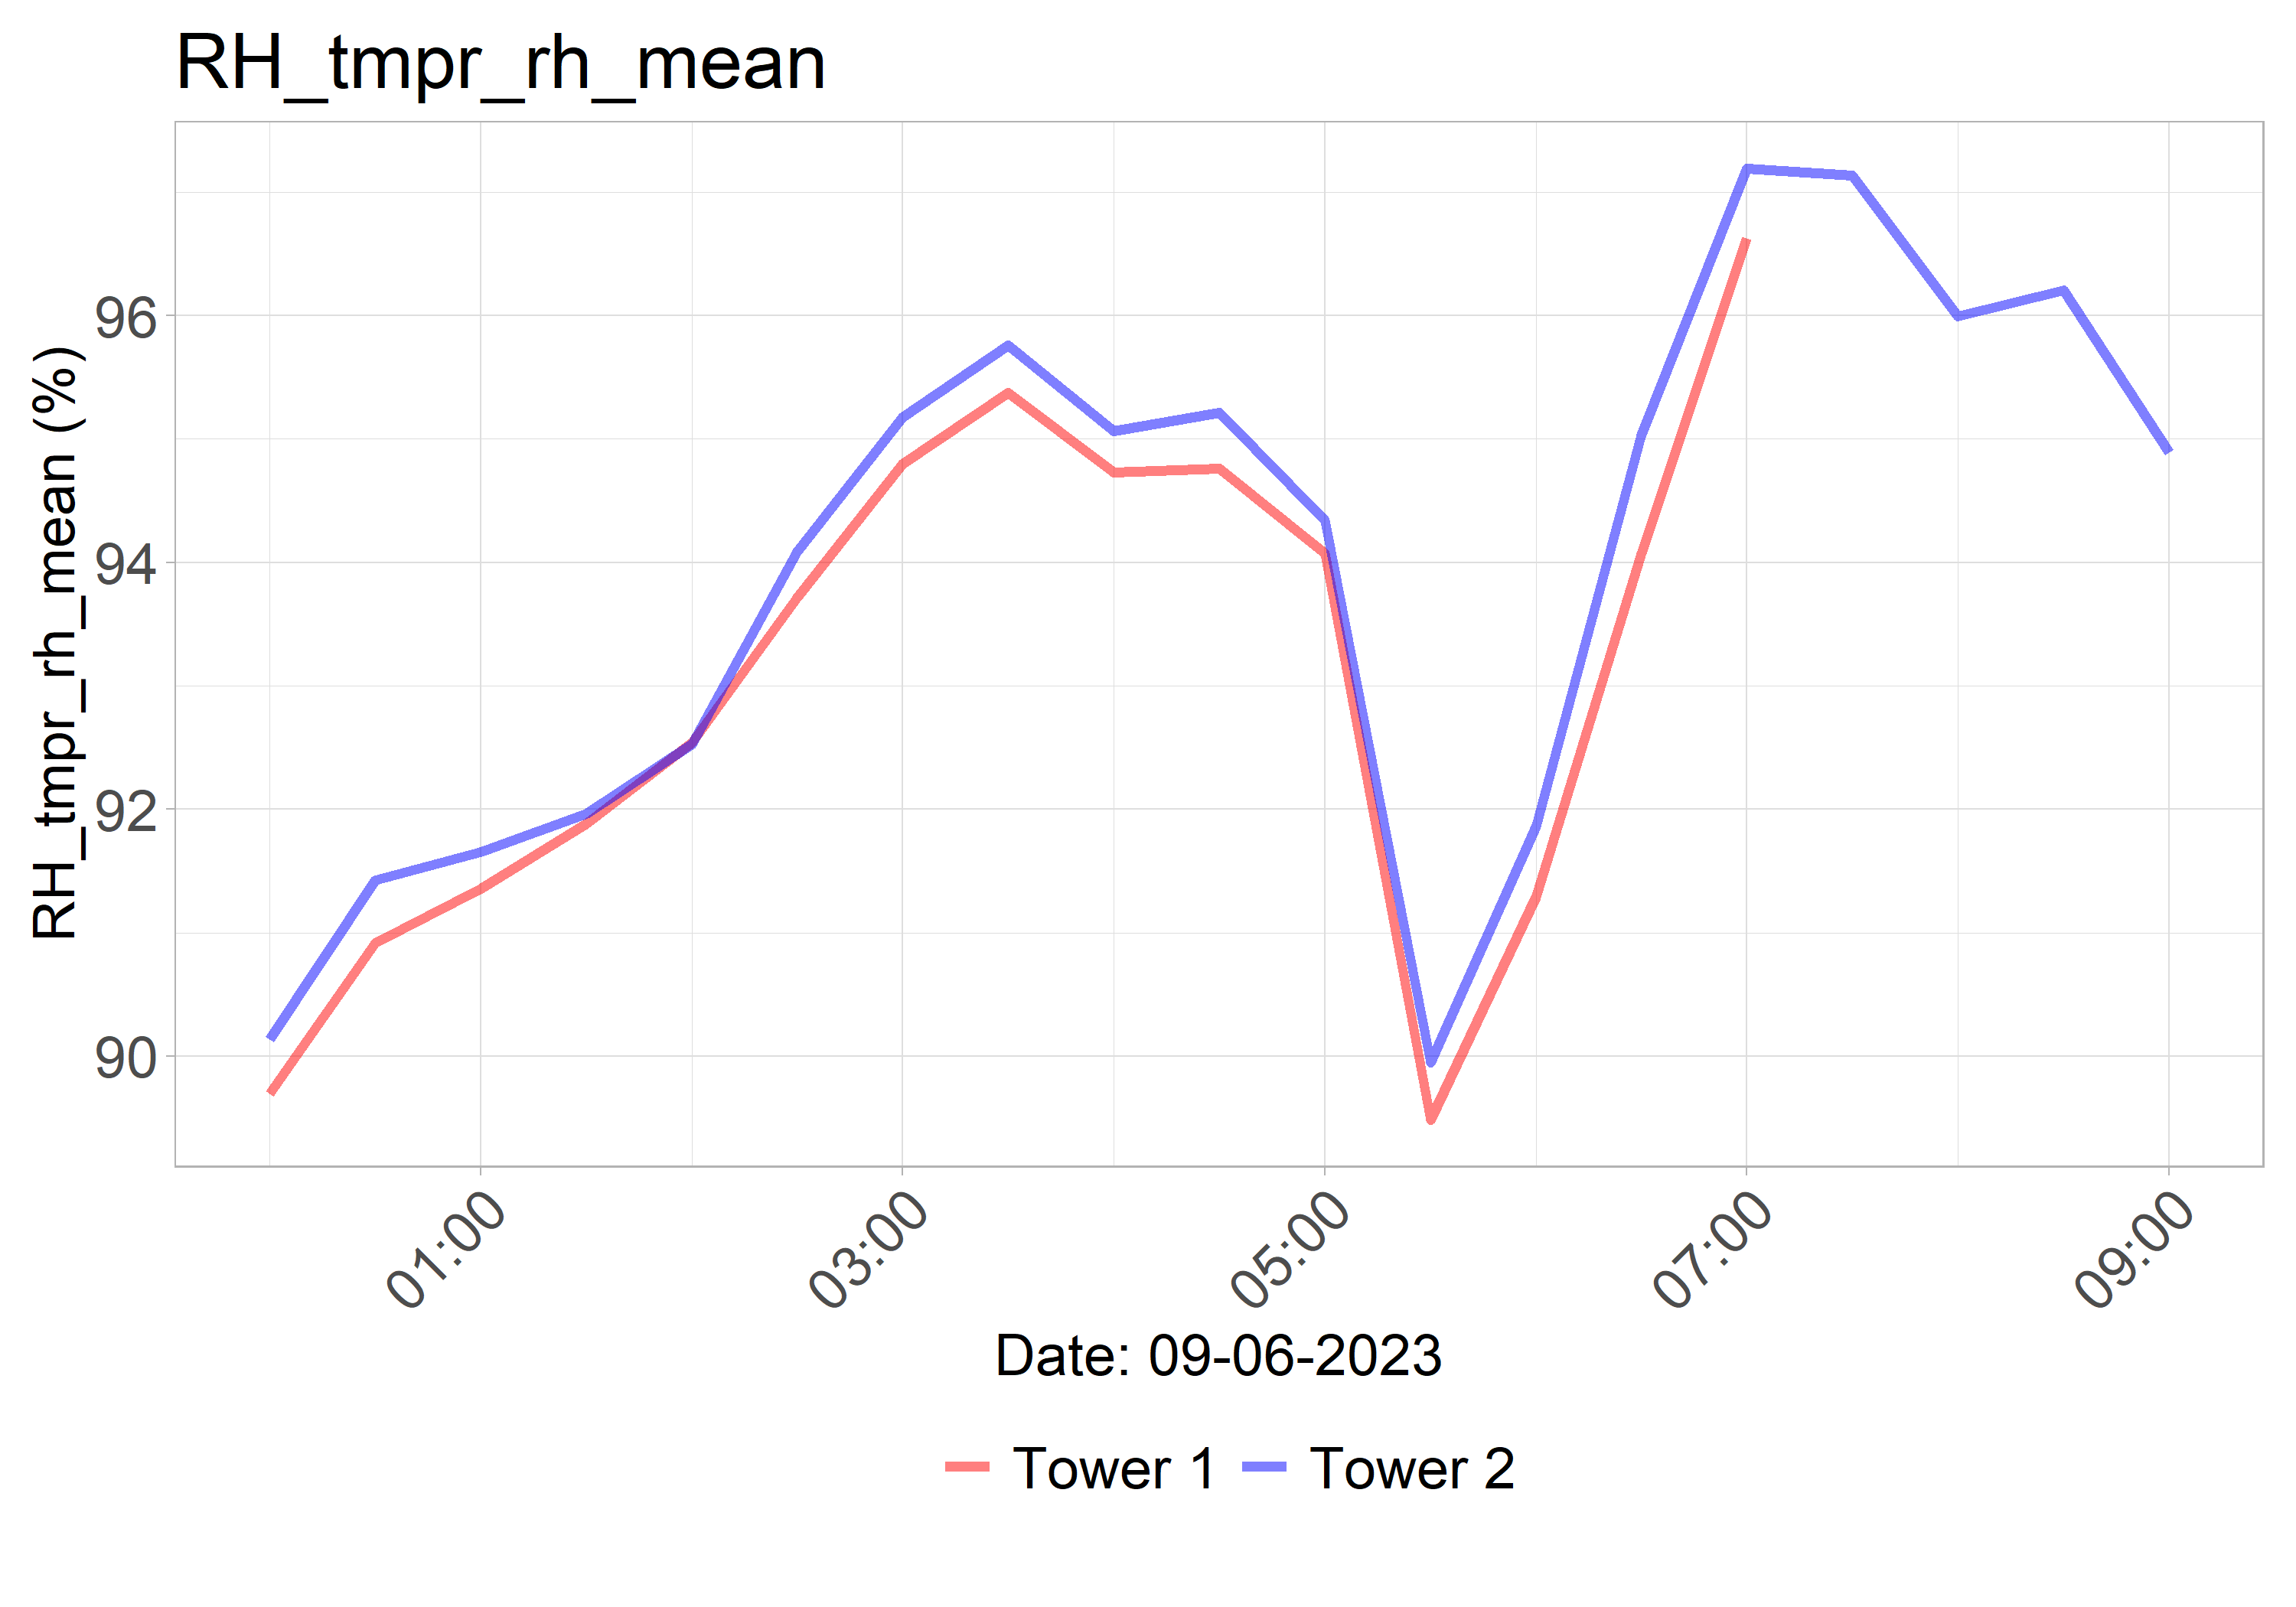 RH_tmpr_rh_mean
RH_tmpr_rh_mean (%)
96
94
92
90
01:00
03:00
05:00
07:00
09:00
Date: 09-06-2023
Tower 1
Tower 2